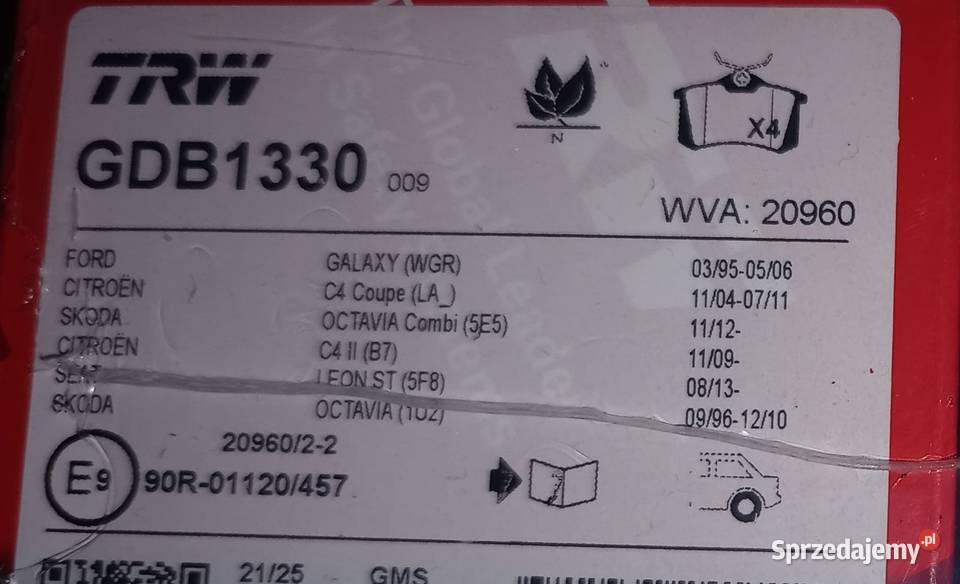 TRW
N
X4
GDB1330 009
WVA: 20960
FORD GALAXY (WGR) 03/95-05/06
CITROËN C4 Coupe (LA_) 11/04-07/11
SKODA OCTAVIA Combi (5E5) 11/12-
CITROËN C4 II (B7) 11/09-
SEAT LEON ST (5F8) 08/13-
SKODA OCTAVIA (1U2) 09/96-12/10
20960/2-2
E9 90R-01120/457
Sprzedajemy.pl
21/25 GMS